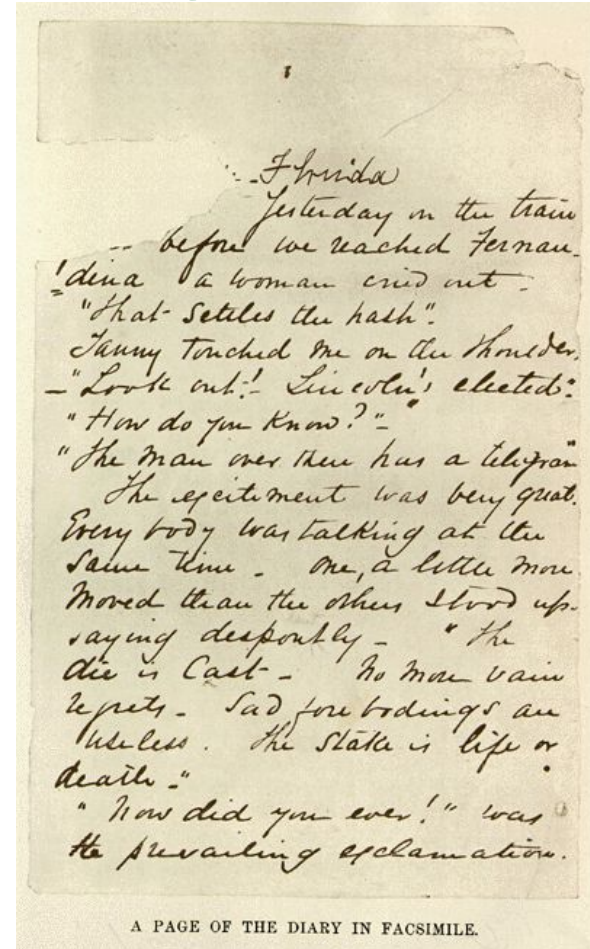 Florida
Yesterday on the train
-- before we reached Fernan-
dina a woman cried out -
"That settles the hash".
Tanny touched me on the shoulder.
-"Look out! - Lincoln's elected".
"How do you know?" -
"The man over there has a telegram"
The excitement was very great.
Every body was talking at the
same time - One, a little more
moved than the others stood up -
saying despontly - "The
die is cast - No more vain
regrets - Sad fore bodings are
useless. The stake is life or
death -"
"Now did you ever!" was
the prevailing exclamation.
A PAGE OF THE DIARY IN FACSIMILE.